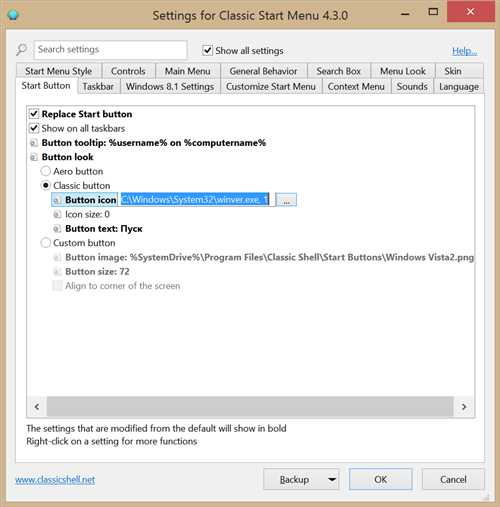 Settings for Classic Start Menu 4.3.0
Search settings
Show all settings
Help...
Start Menu Style
Controls
Main Menu
General Behavior
Search Box
Menu Look
Skin
Start Button
Taskbar
Windows 8.1 Settings
Customize Start Menu
Context Menu
Sounds
Language
Replace Start button
Show on all taskbars
Button tooltip: %username% on %computername%
Button look
Aero button
Classic button
Button icon C:\Windows\System32\winver.exe, 1 ...
Icon size: 0
Button text: Пуск
Custom button
Button image: %SystemDrive%\Program Files\Classic Shell\Start Buttons\Windows Vista2.png
Button size: 72
Align to corner of the screen
The settings that are modified from the default will show in bold
Right-click on a setting for more functions
www.classicshell.net
Backup
OK
Cancel